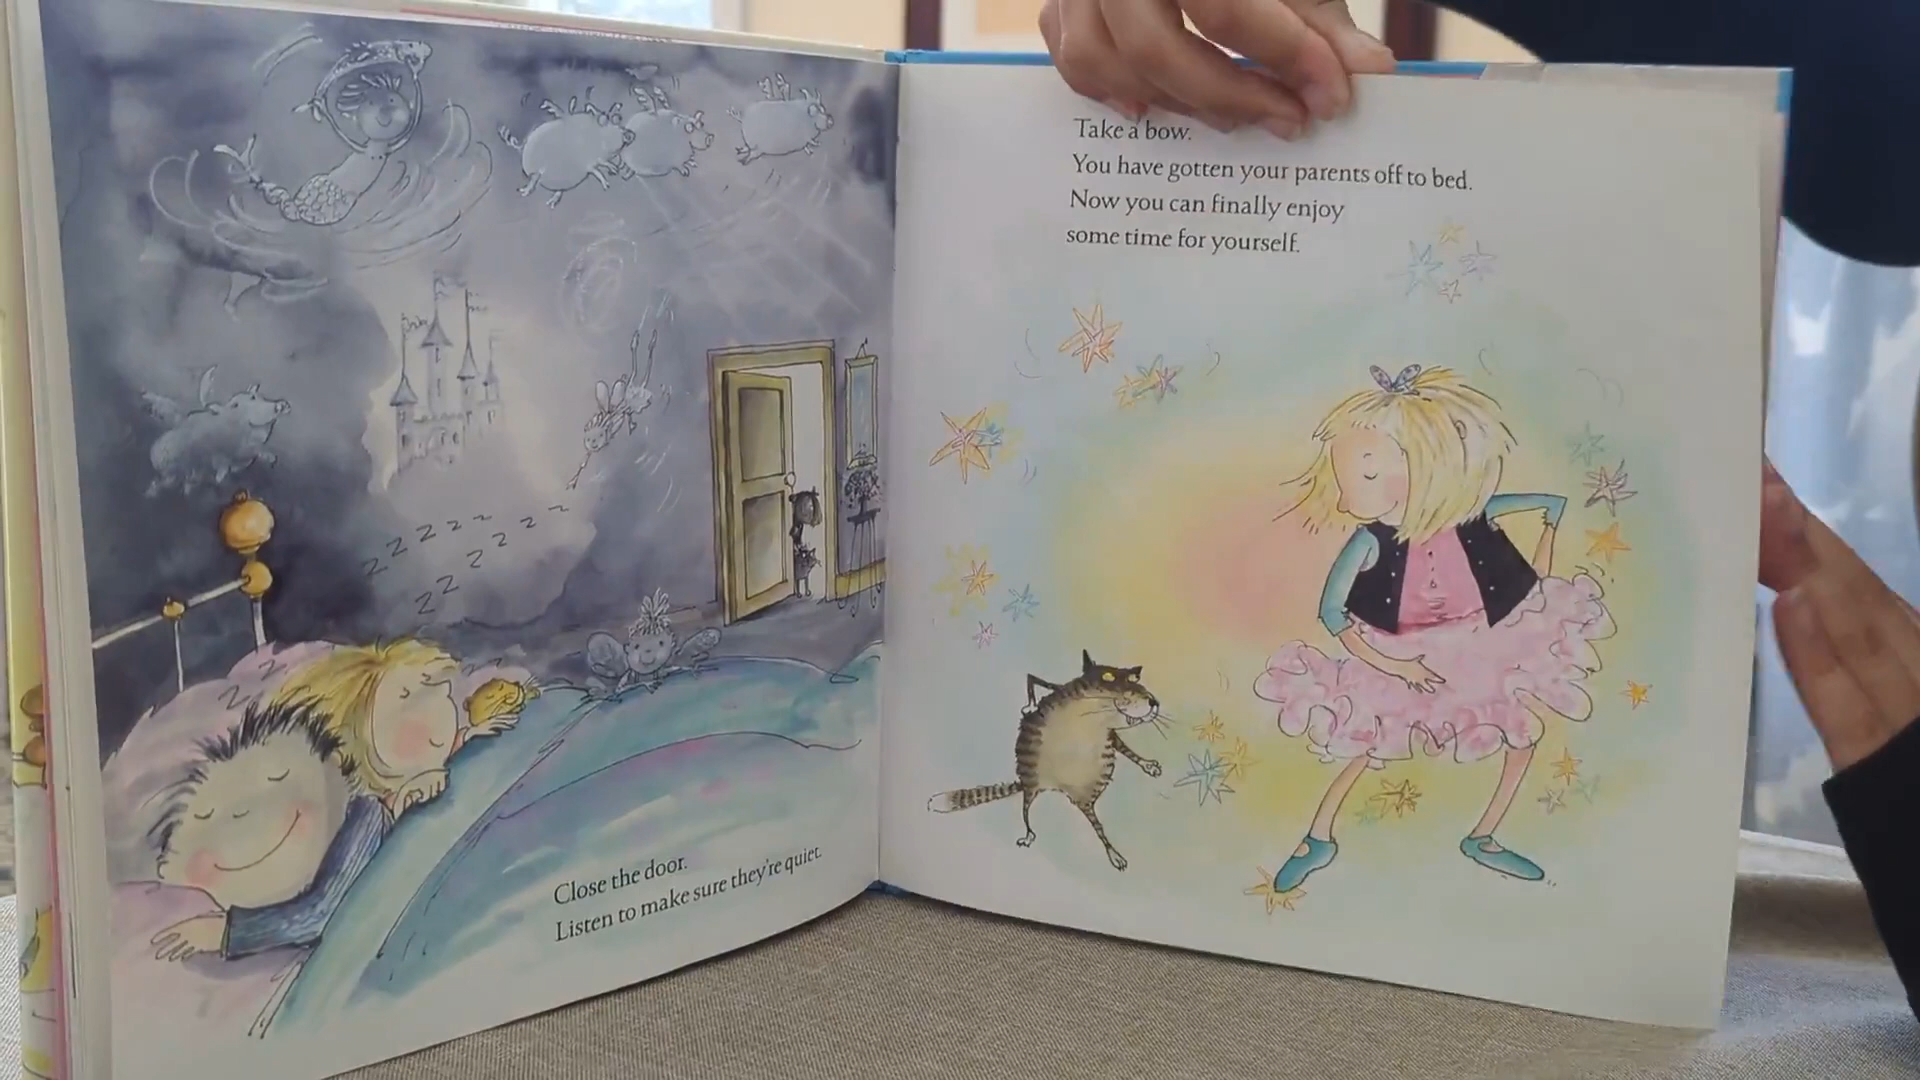 z z z z z z
z z z z z z
z z z
Close the door.
Listen to make sure they're quiet.
Take a bow.
You have gotten your parents off to bed.
Now you can finally enjoy
some time for yourself.